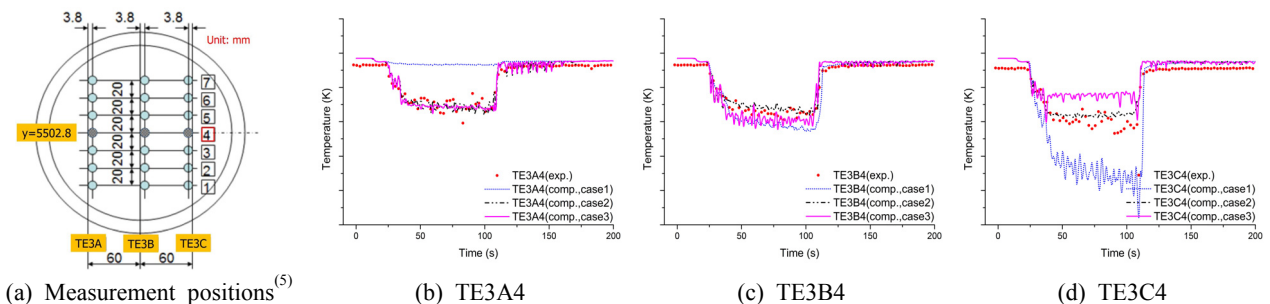 3.8 3.8 3.8
Unit: mm
7
6
5
4
3
2
1
20 20 20 20 20 20
y=5502.8
TE3A TE3B TE3C
60 60
(a) Measurement positions(5)
Temperature (K)
TE3A4(exp.)
TE3A4(comp.,case1)
TE3A4(comp.,case2)
TE3A4(comp.,case3)
0 50 100 150 200
Time (s)
(b) TE3A4
Temperature (K)
TE3B4(exp.)
TE3B4(comp.,case1)
TE3B4(comp.,case2)
TE3B4(comp.,case3)
0 50 100 150 200
Time (s)
(c) TE3B4
Temperature (K)
TE3C4(exp.)
TE3C4(comp.,case1)
TE3C4(comp.,case2)
TE3C4(comp.,case3)
0 50 100 150 200
Time (s)
(d) TE3C4